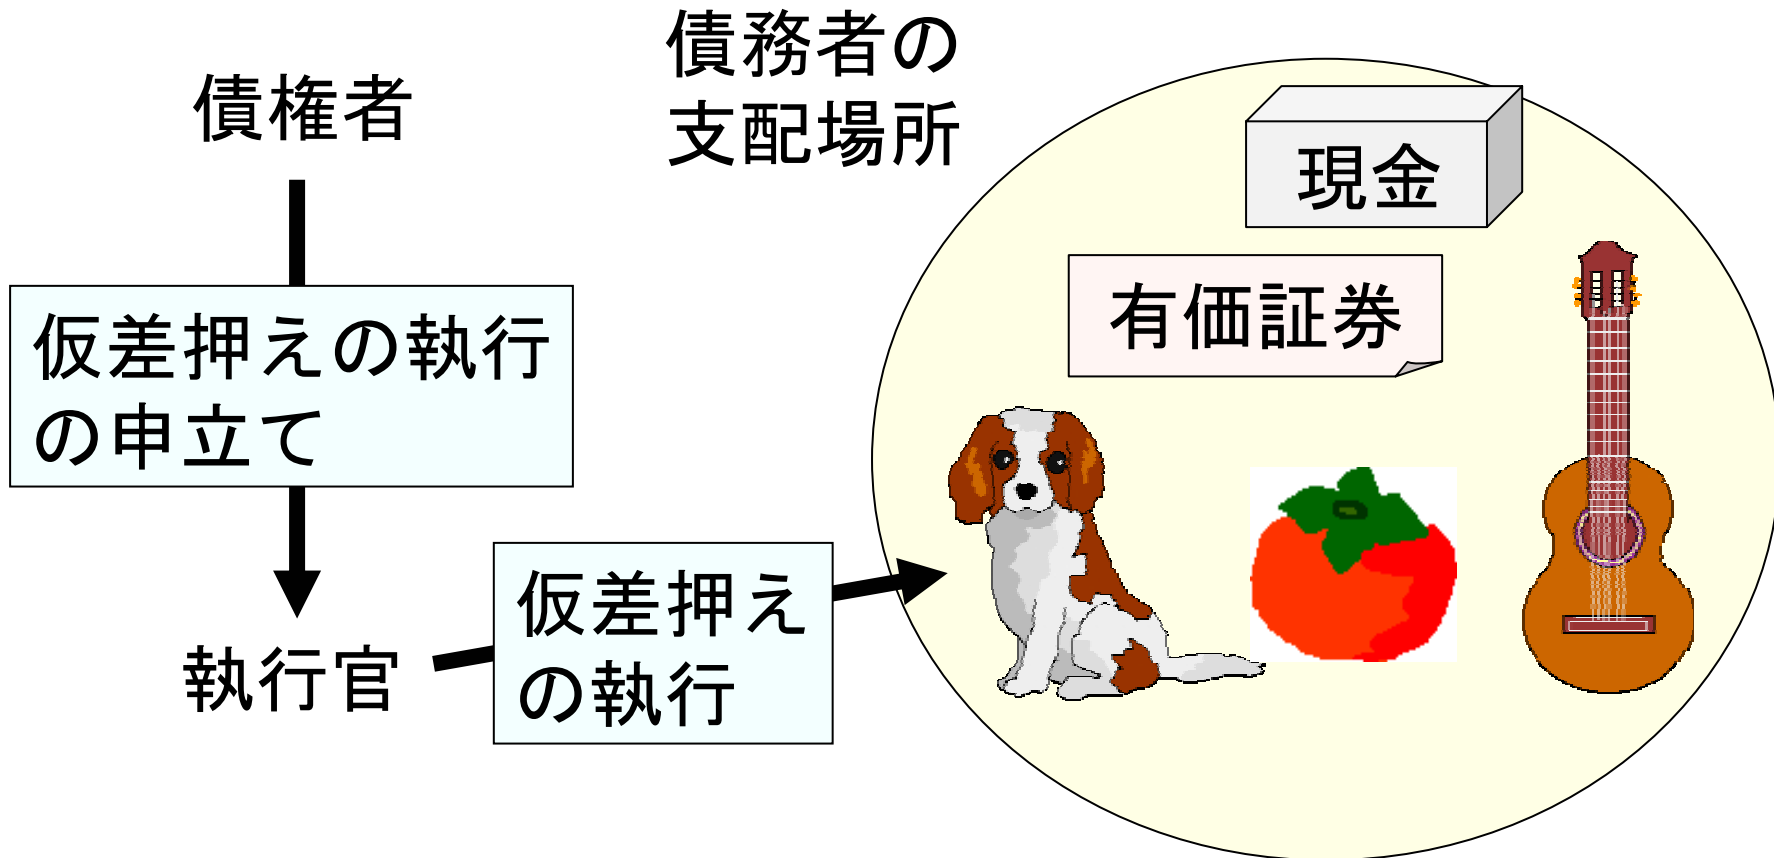 債権者
仮差押えの執行
の申立て
執行官
仮差押え
の執行
債務者の
支配場所
現金
有価証券